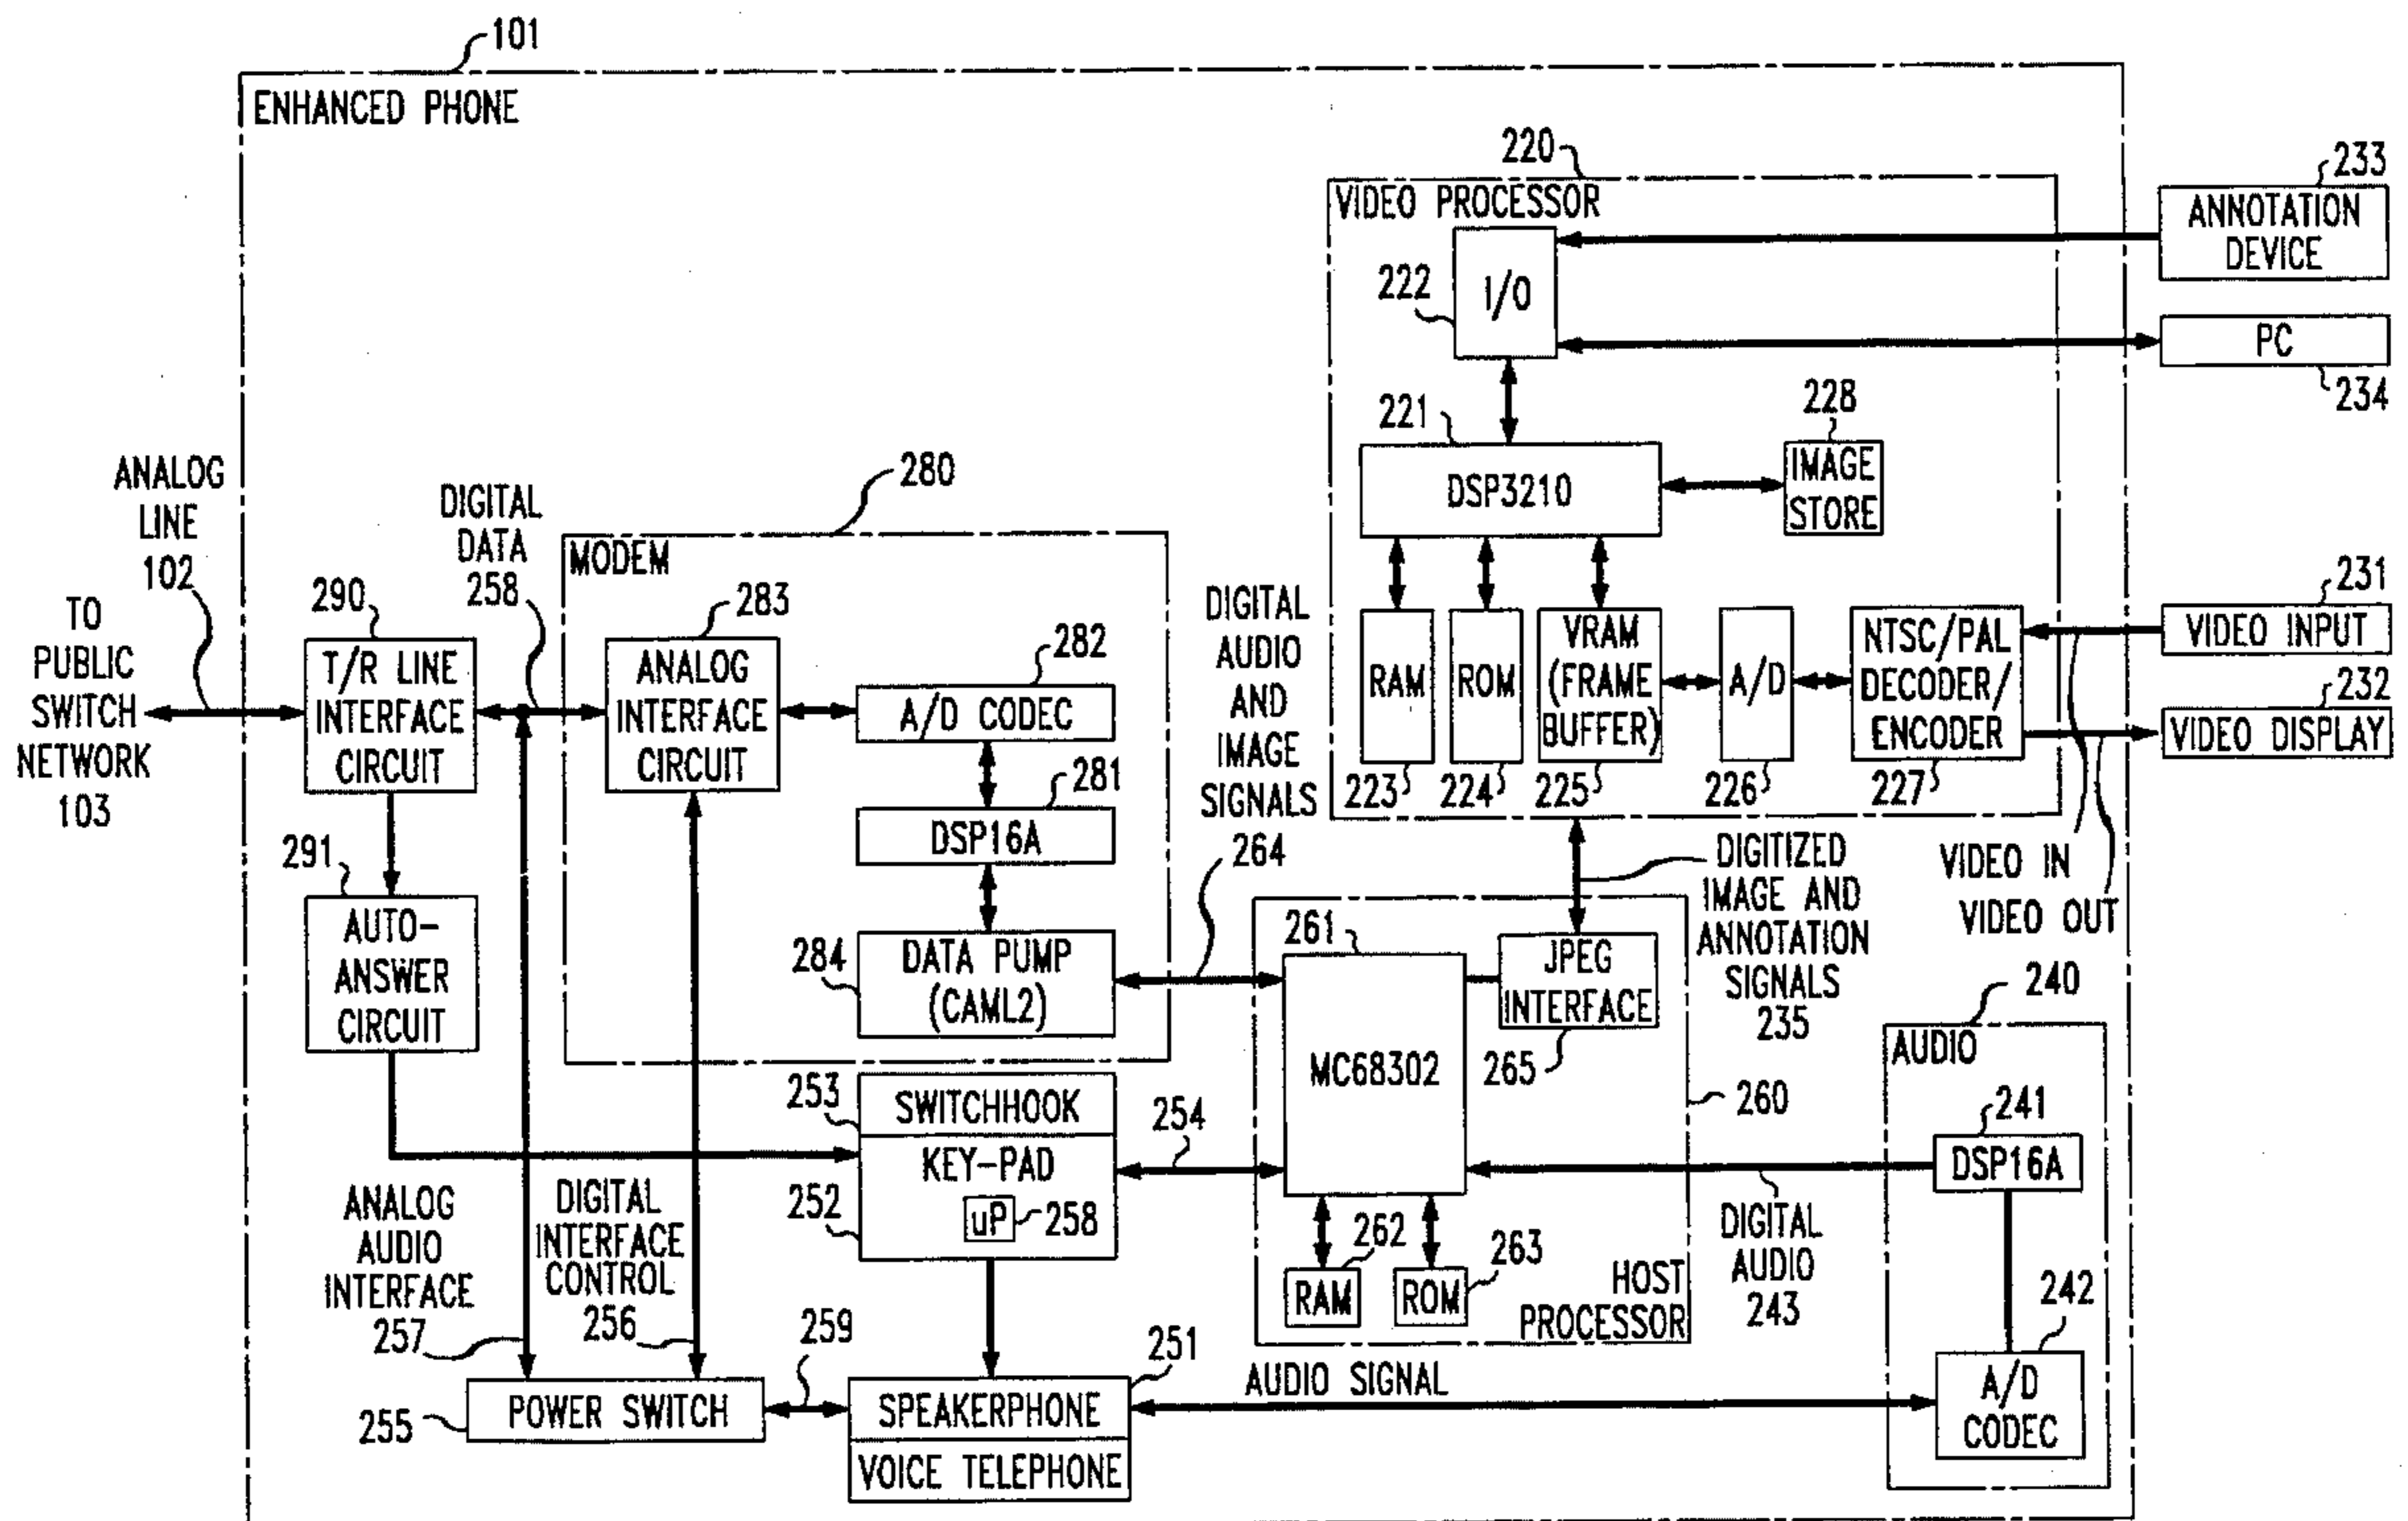 101
ENHANCED PHONE
220
VIDEO PROCESSOR
233
ANNOTATION
DEVICE
222
I/O
PC
234
221
DSP3210
228
IMAGE
STORE
ANALOG
LINE
102
TO
PUBLIC
SWITCH
NETWORK
103
DIGITAL
DATA
258
280
MODEM
290
T/R LINE
INTERFACE
CIRCUIT
283
ANALOG
INTERFACE
CIRCUIT
282
A/D CODEC
281
DSP16A
284
DATA PUMP
(CAML2)
DIGITAL
AUDIO
AND
IMAGE
SIGNALS
264
RAM
223
ROM
224
VRAM
(FRAME
BUFFER)
225
A/D
226
NTSC/PAL
DECODER/
ENCODER
227
231
VIDEO INPUT
232
VIDEO DISPLAY
VIDEO IN
VIDEO OUT
291
AUTO-
ANSWER
CIRCUIT
DIGITIZED
IMAGE AND
ANNOTATION
SIGNALS
235
261
MC68302
JPEG
INTERFACE
265
260
240
AUDIO
241
DSP16A
253
SWITCHHOOK
KEY-PAD
252
uP
258
254
262
RAM
263
ROM
HOST
PROCESSOR
DIGITAL
AUDIO
243
242
A/D
CODEC
ANALOG
AUDIO
INTERFACE
257
DIGITAL
INTERFACE
CONTROL
256
259
251
AUDIO SIGNAL
255
POWER SWITCH
SPEAKERPHONE
VOICE TELEPHONE